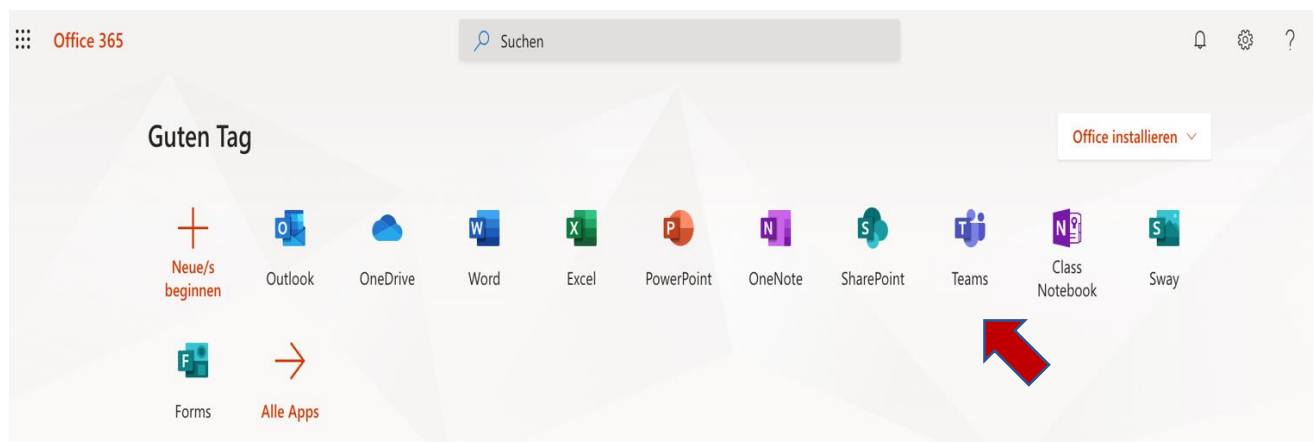 Office 365
Suchen
?
Guten Tag
Office installieren
Neue/s
beginnen
Outlook
OneDrive
Word
Excel
PowerPoint
OneNote
SharePoint
Teams
Class
Notebook
Sway
Forms
Alle Apps